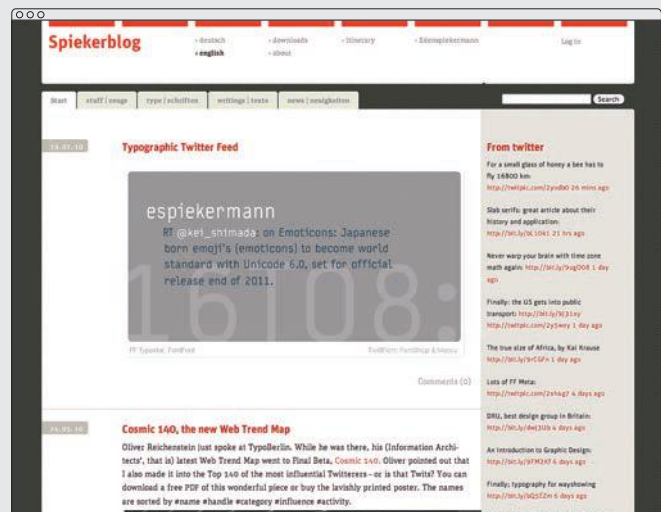 Spiekerblog
› deutsch
› english
› downloads
› about
› itinerary
› Edenspiekermann
Log in
Start
stuff | zeugs
type | schriften
writings | texte
news | neuigkeiten
Search
Typographic Twitter Feed
espiekermann
RT @kei_shimada: on Emoticons: Japanese
born emoji's (emoticons) to become world
standard with Unicode 6.0, set for official
release end of 2011.
16108:
Comments (0)
Cosmic 140, the new Web Trend Map
Oliver Reichenstein just spoke at TypoBerlin. While he was there, his (Information Archi-
tects', that is) latest Web Trend Map went to Final Beta, Cosmic 140. Oliver pointed out that
I also made it into the Top 140 of the most influential Twitterers – or is that Twits? You can
download a free PDF of this wonderful piece or buy the lavishly printed poster. The names
are sorted by #name #handle #category #influence #activity.
From twitter
For a small glass of honey a bee has to
fly 16800 km:
26 mins ago
Slab serifs: great article about their
history and application:
21 hrs ago
Never warp your brain with time zone
math again: 1 day
ago
Finally: the US gets into public
transport:
1 day ago
The true size of Africa, by Kai Krause
1 day ago
Lots of FF Meta:
4 days ago
DRU, best design group in Britain:
4 days ago
An Introduction to Graphic Design:
6 days ago
Finally; typography for wayshowing
6 days ago